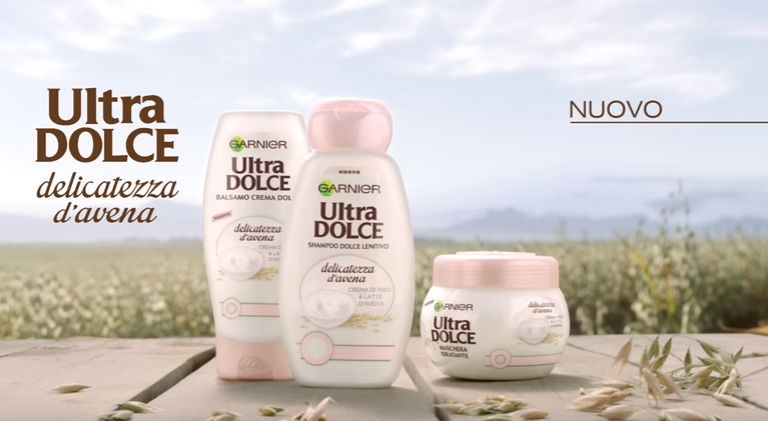 Ultra
DOLCE
delicatezza
d'avena
NUOVO
GARNIER
Ultra
DOLCE
BALSAMO CREMA DOL
delicatezza
d'avena
NUOVO
GARNIER
Ultra
DOLCE
SHAMPOO DOLCE LENITIVO
delicatezza
d'avena
CREMA DI RISO
& LATTE
D'AVENA
GARNIER
Ultra
DOLCE
MASCHERA
IDRATANTE
delicatezza
d'avena